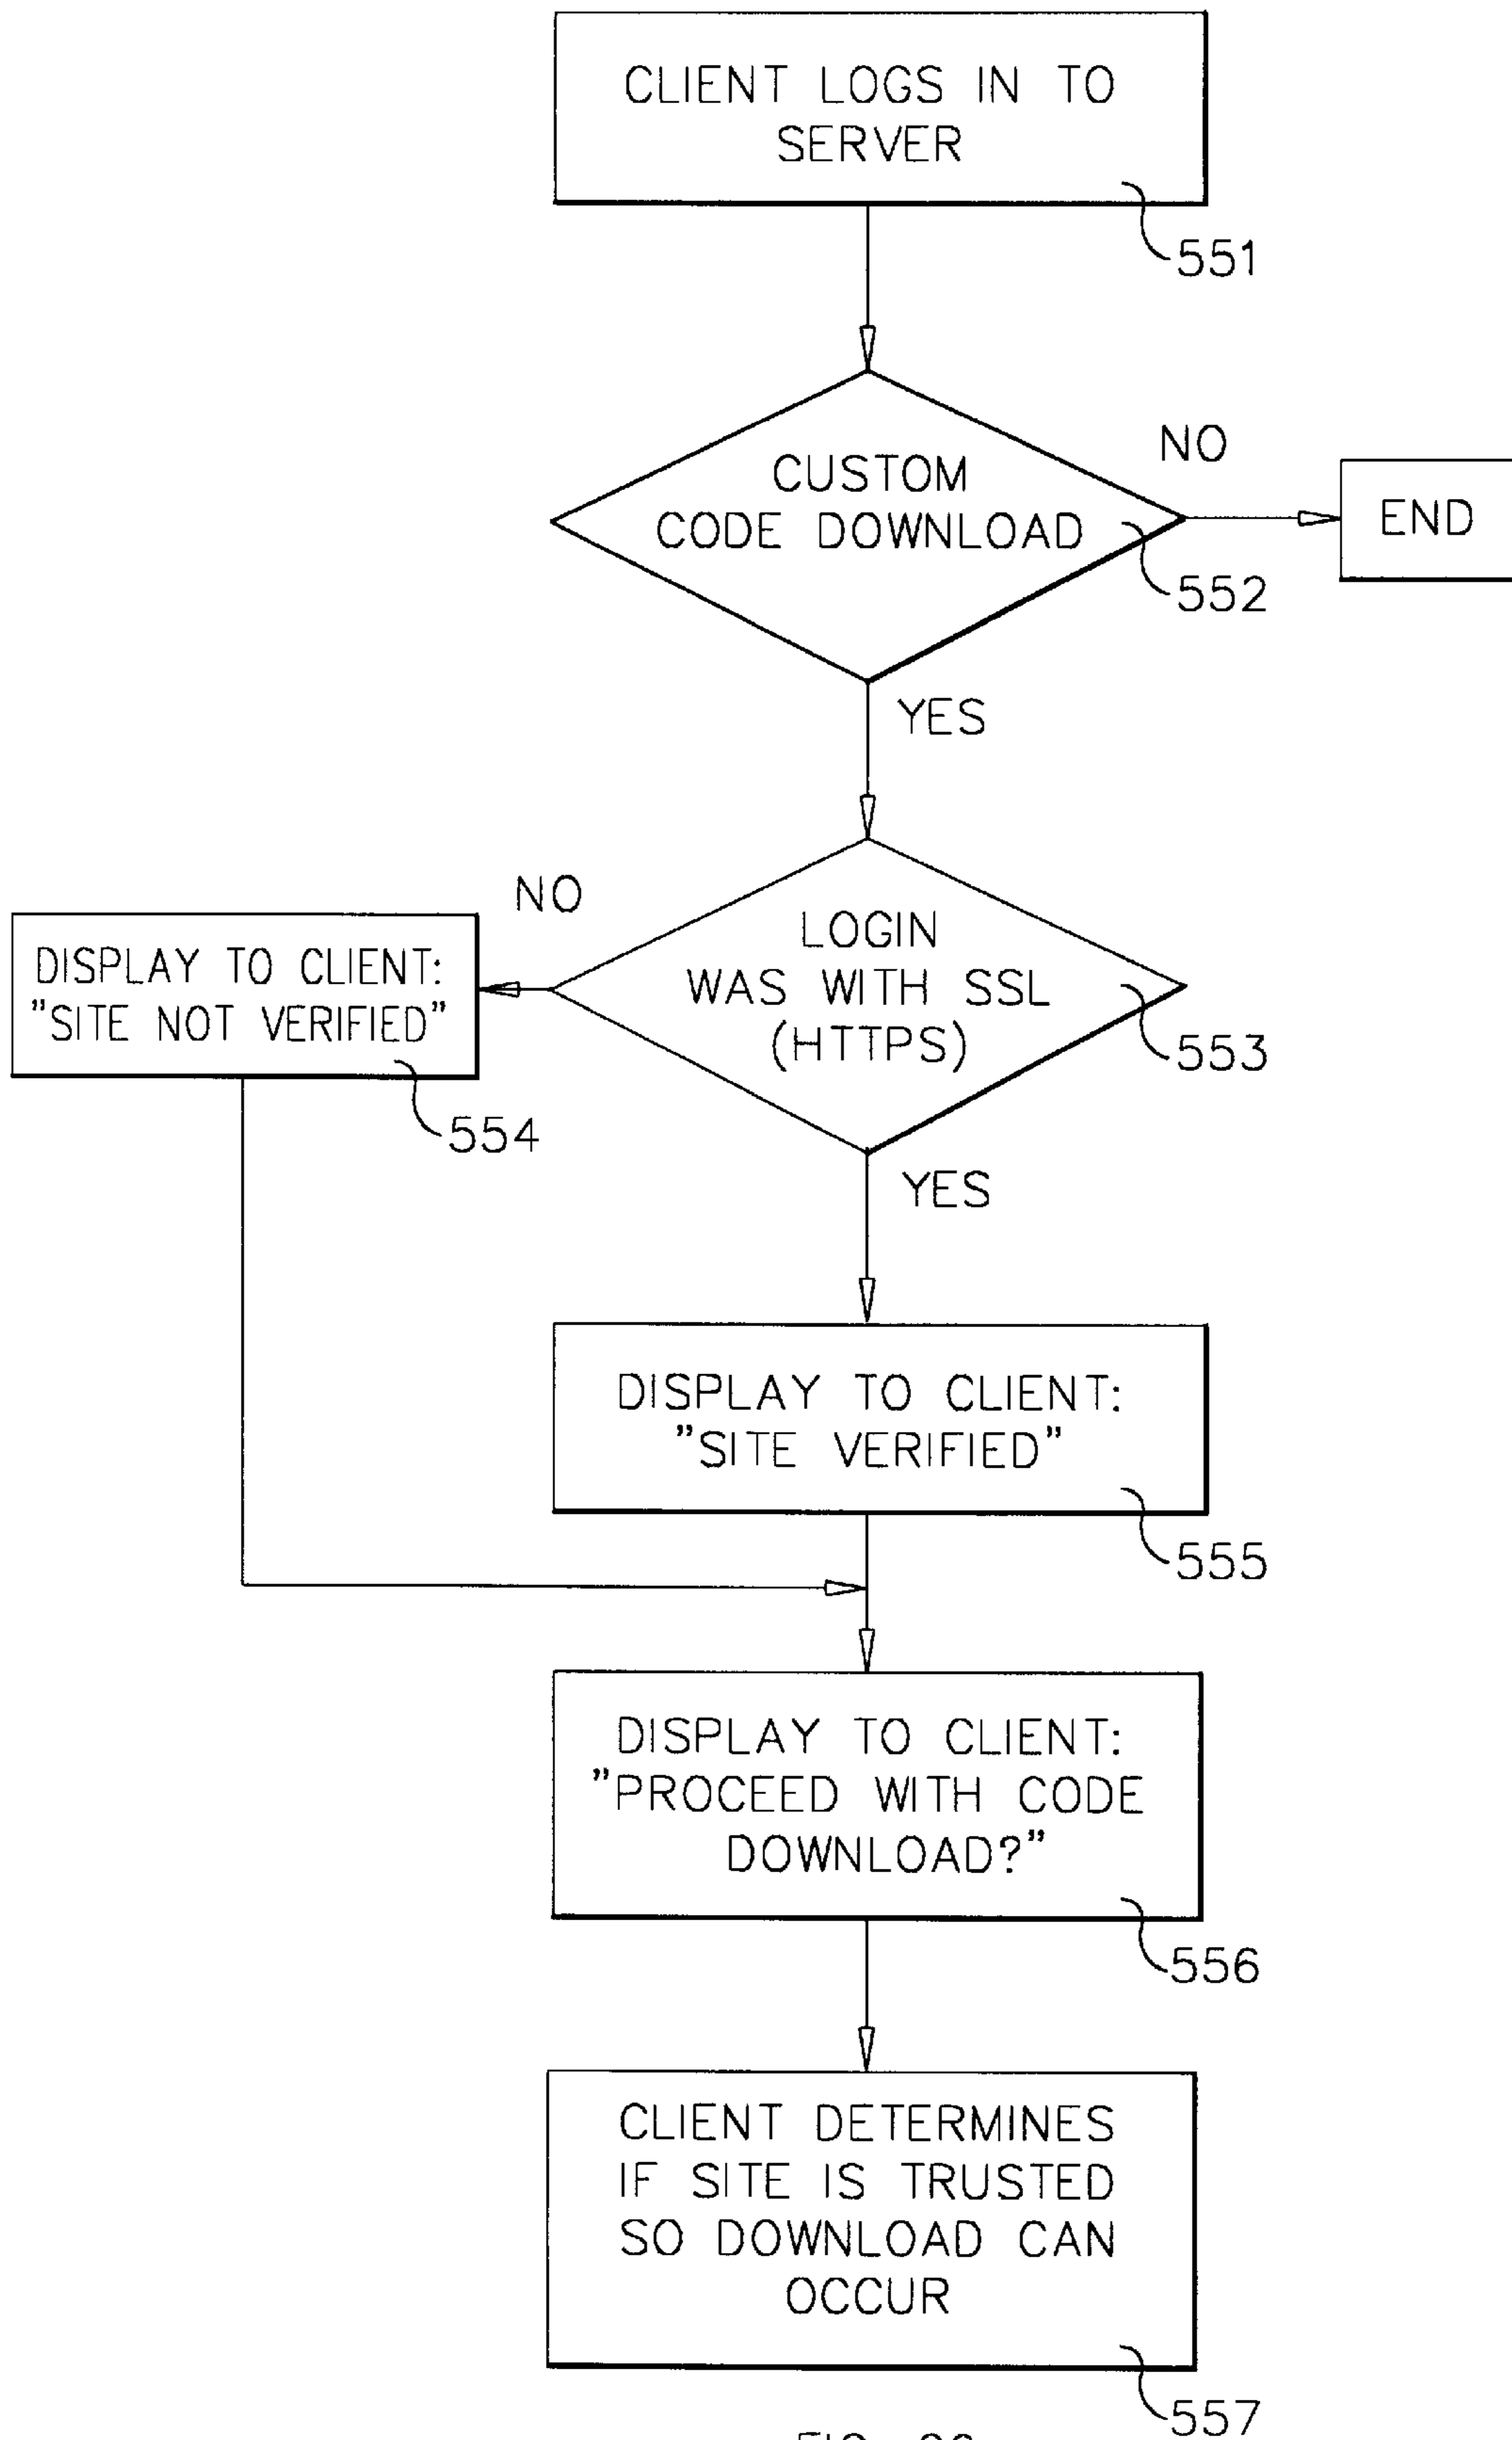 CLIENT LOGS IN TO
SERVER
551
CUSTOM
CODE DOWNLOAD
552
NO
END
YES
LOGIN
WAS WITH SSL
(HTTPS)
553
NO
DISPLAY TO CLIENT:
"SITE NOT VERIFIED"
554
YES
DISPLAY TO CLIENT:
"SITE VERIFIED"
555
DISPLAY TO CLIENT:
"PROCEED WITH CODE
DOWNLOAD?"
556
CLIENT DETERMINES
IF SITE IS TRUSTED
SO DOWNLOAD CAN
OCCUR
557